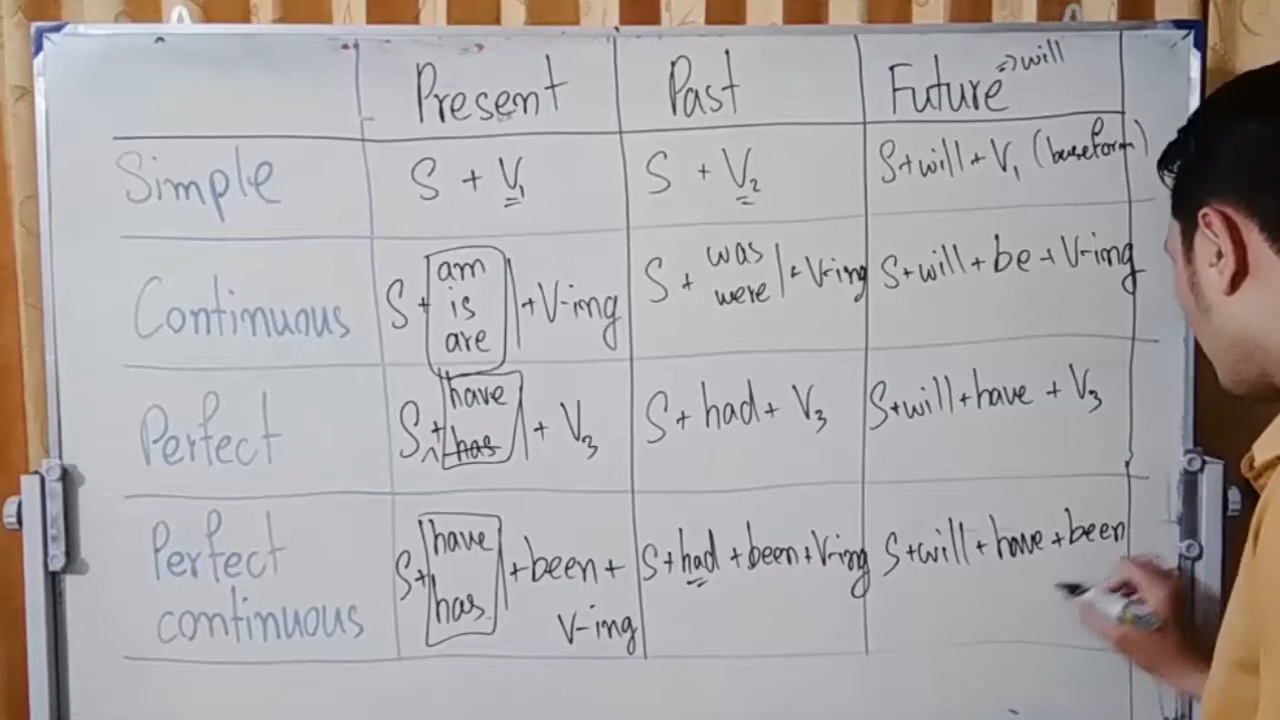 Present Past Future => will
Simple S + V1 S + V2 S+will+V1 (baseform)
Continuous S+ am is are +V-ing S+ was were +V-ing S+will+be+V-ing
Perfect S+ have has + V3 S+had+ V3 S+will+have + V3
Perfect continuous S+ have has +been+ V-ing S+had+been+V-ing S+will+have+been